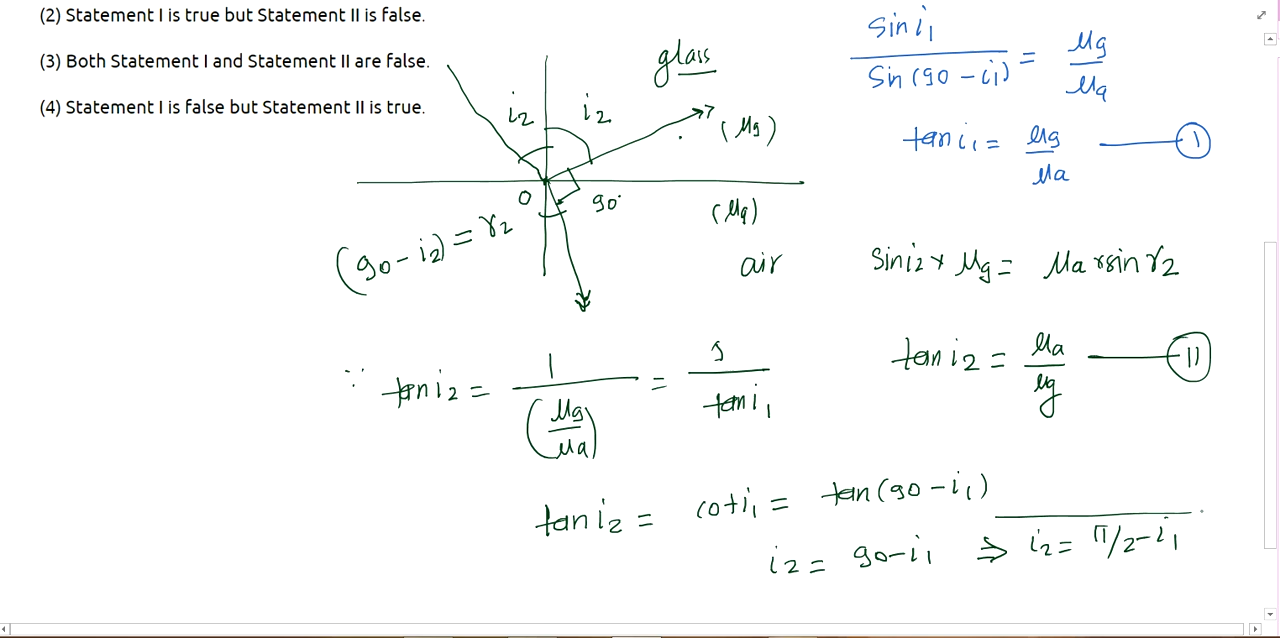 (2) Statement I is true but Statement II is false.
(3) Both Statement I and Statement II are false.
(4) Statement I is false but Statement II is true.
glass
i2 i2
(μg)
O 90°
(μa)
air
(90-i2) = r2
sin i1 / sin(90-i1) = μg / μa
tan i1 = μg / μa — I
sin i2 × μg = μa × sin r2
tan i2 = μa / μg — II
∵ tan i2 = 1 / (μg / μa) = 1 / tan i1
tan i2 = cot i1 = tan(90-i1)
i2 = 90-i1 ⇒ i2 = π/2-i1